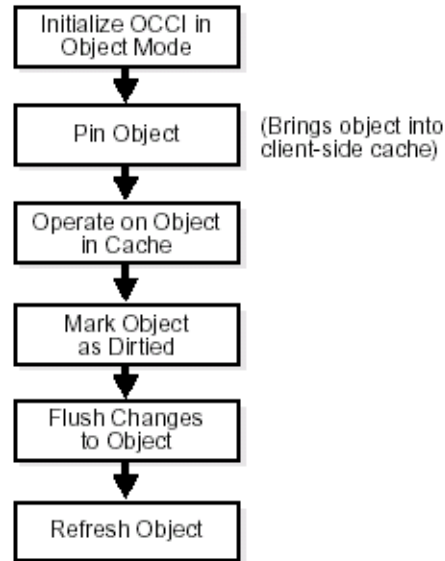 Initialize OCCI in
Object Mode
Pin Object
(Brings object into
client-side cache)
Operate on Object
in Cache
Mark Object
as Dirtied
Flush Changes
to Object
Refresh Object